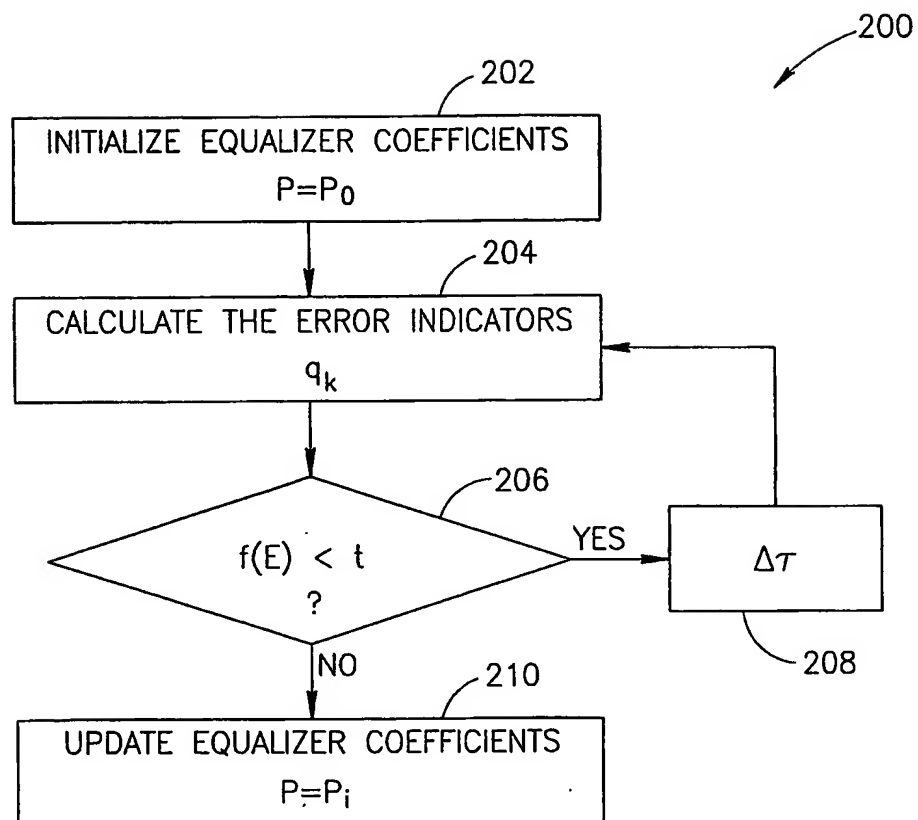 200
202
INITIALIZE EQUALIZER COEFFICIENTS
P=P₀
204
CALCULATE THE ERROR INDICATORS
qₖ
206
f(E) < t
?
YES
Δτ
208
NO
210
UPDATE EQUALIZER COEFFICIENTS
P=Pᵢ